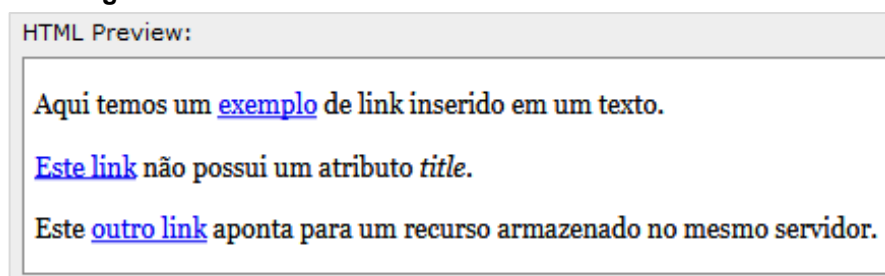 HTML Preview:
Aqui temos um exemplo de link inserido em um texto.
Este link não possui um atributo title.
Este outro link aponta para um recurso armazenado no mesmo servidor.